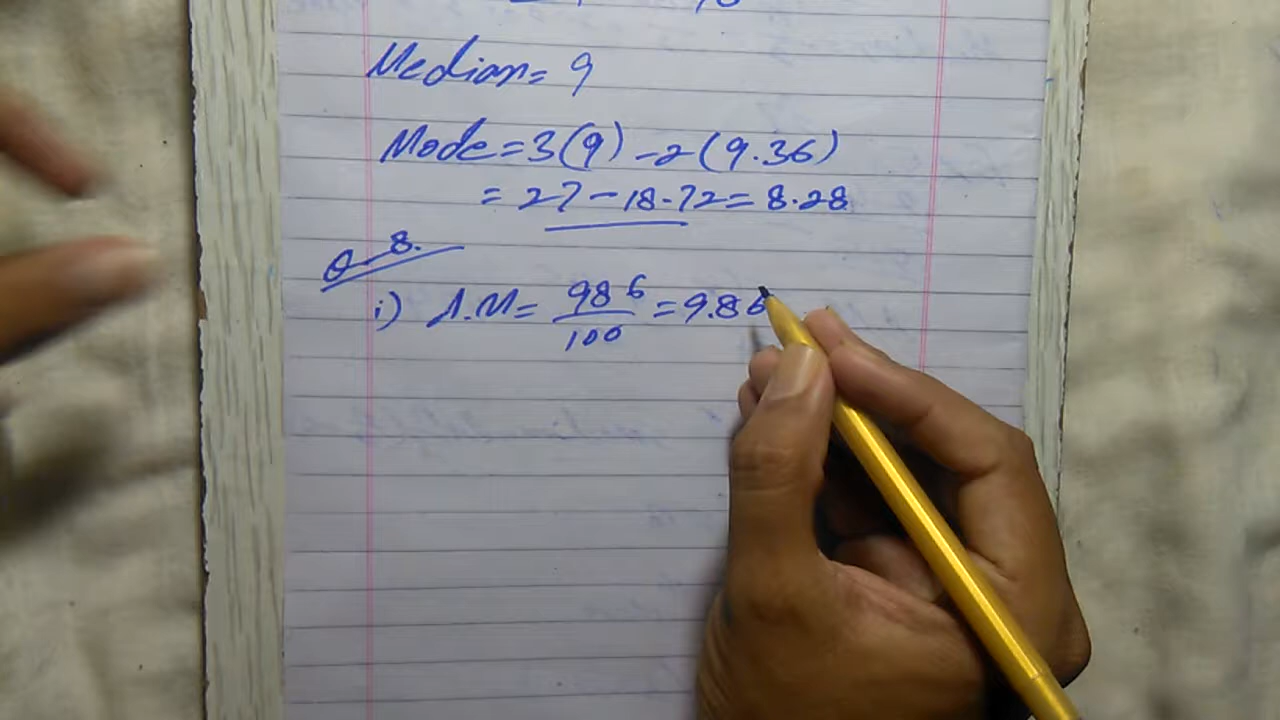 Median = 9
Mode = 3(9) - 2(9.36)
= 27 - 18.72 = 8.28
Q-8.
i) A.M = 986/100 = 9.86